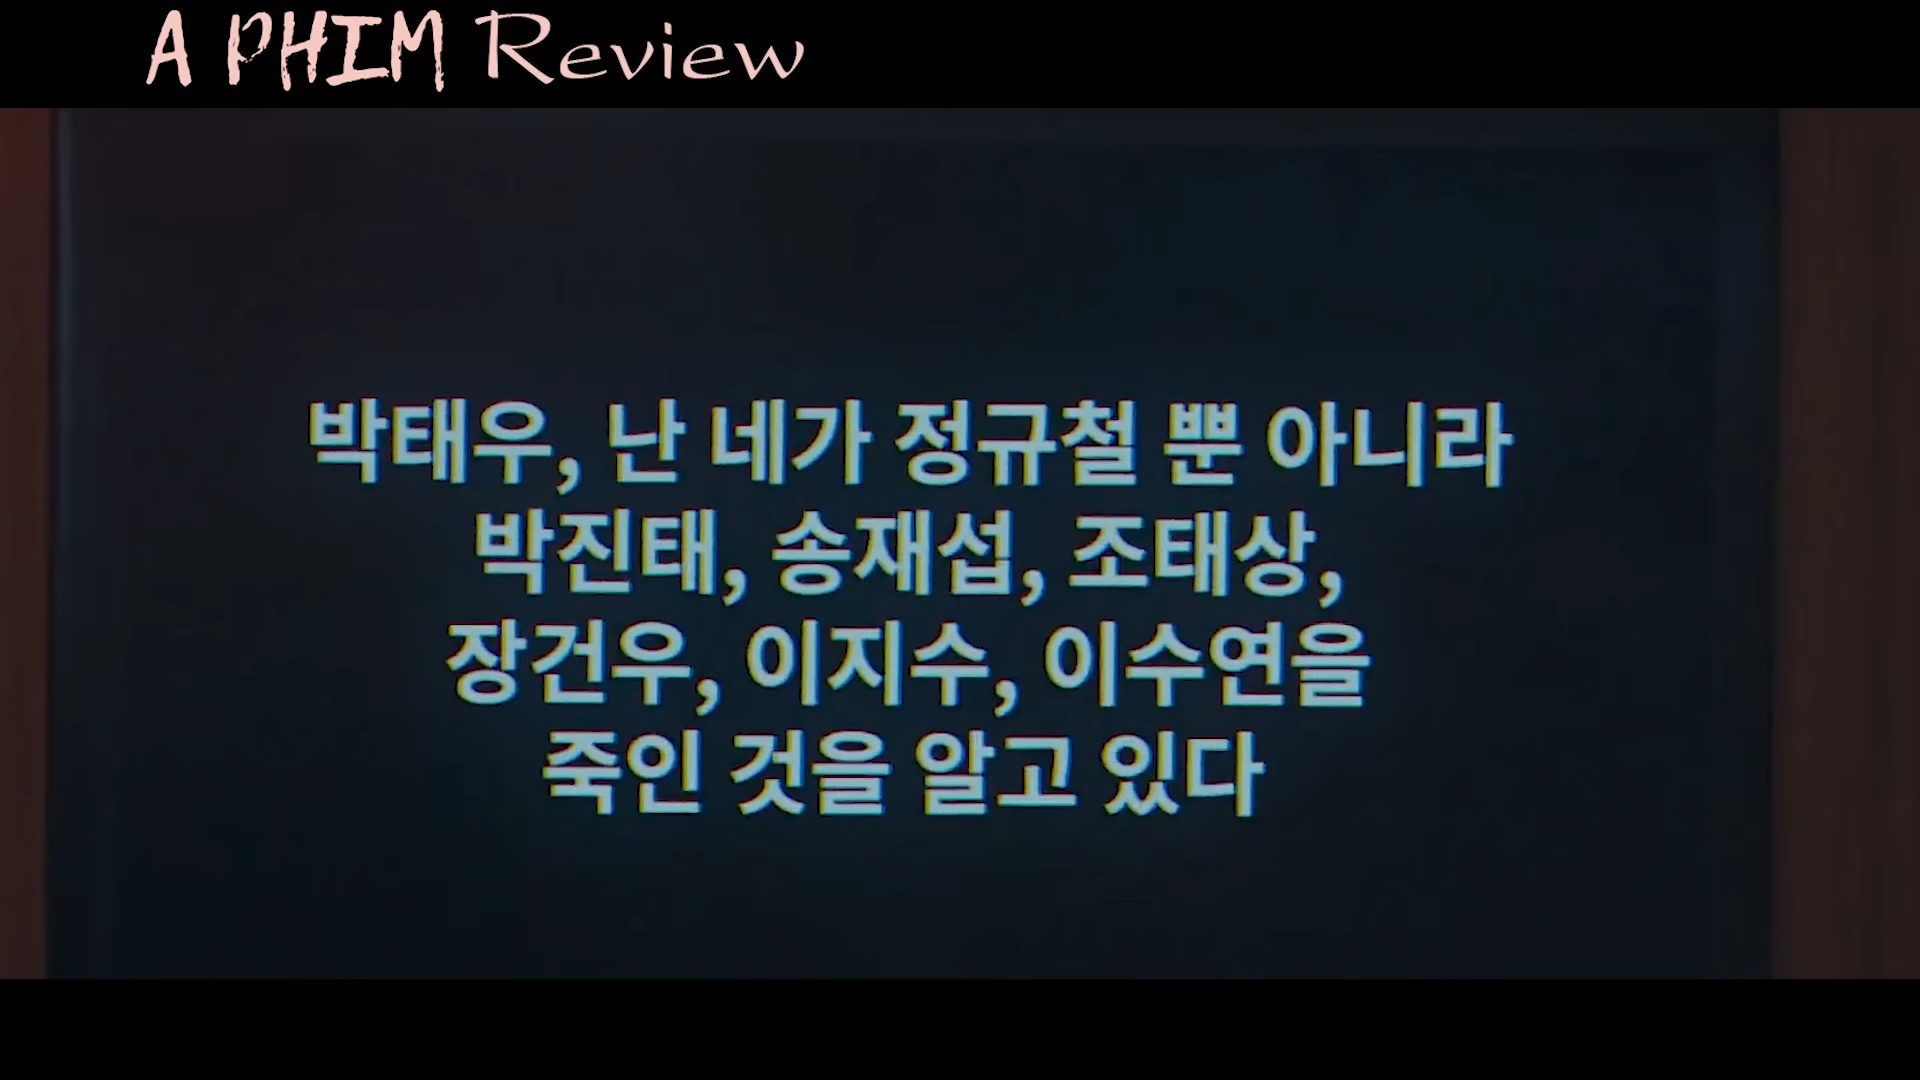 A PHIM Review
박태우, 난 네가 정규철 뿐 아니라
박진태, 송재섭, 조태상,
장건우, 이지수, 이수연을
죽인 것을 알고 있다